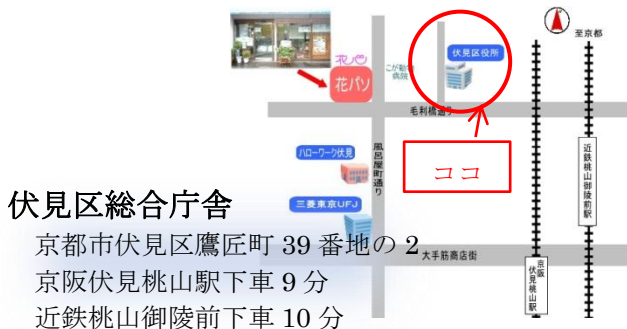 至京都
花心
花パソ
こが動物
病院
伏見区役所
毛利橋通り
ハローワーク伏見
風呂屋町通り
ココ
近鉄桃山御陵前駅
三菱東京UFJ
伏見区総合庁舎
京都市伏見区鷹匠町 39 番地の 2
大手筋商店街
京阪
伏見桃山駅
京阪伏見桃山駅下車 9 分
近鉄桃山御陵前下車 10 分